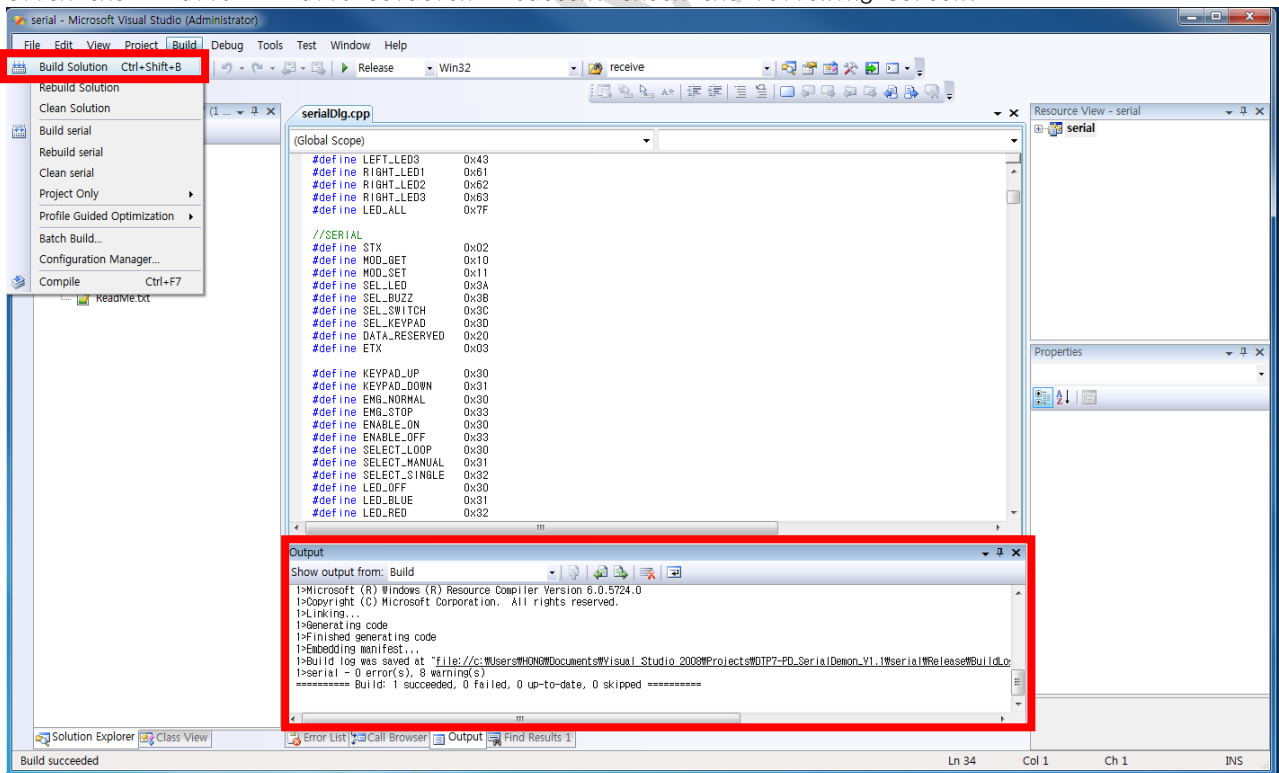 serial - Microsoft Visual Studio (Administrator)
File Edit View Project Build Debug Tools Test Window Help
Build Solution Ctrl+Shift+B
Release
Win32
receive
Rebuild Solution
Clean Solution
(1 ...
Build serial
Rebuild serial
Clean serial
Project Only
Profile Guided Optimization
Batch Build...
Configuration Manager...
Compile Ctrl+F7
ReadMe.txt
serialDlg.cpp
(Global Scope)
#define LEFT_LED3 0x43
#define RIGHT_LED1 0x61
#define RIGHT_LED2 0x62
#define RIGHT_LED3 0x63
#define LED_ALL 0x7F
//SERIAL
#define STX 0x02
#define MOD_GET 0x10
#define MOD_SET 0x11
#define SEL_LED 0x3A
#define SEL_BUZZ 0x3B
#define SEL_SWITCH 0x3C
#define SEL_KEYPAD 0x3D
#define DATA_RESERVED 0x20
#define ETX 0x03
#define KEYPAD_UP 0x30
#define KEYPAD_DOWN 0x31
#define EMG_NORMAL 0x30
#define EMG_STOP 0x33
#define ENABLE_ON 0x30
#define ENABLE_OFF 0x33
#define SELECT_LOOP 0x30
#define SELECT_MANUAL 0x31
#define SELECT_SINGLE 0x32
#define LED_OFF 0x30
#define LED_BLUE 0x31
#define LED_RED 0x32
Resource View - serial
serial
Properties
Output
Show output from: Build
1>Microsoft (R) Windows (R) Resource Compiler Version 6.0.5724.0
1>Copyright (C) Microsoft Corporation. All rights reserved.
1>Linking...
1>Generating code
1>Finished generating code
1>Embedding manifest...
1>Build log was saved at "file://c:₩Users₩HONG₩Documents₩Visual Studio 2008₩Projects₩DTP7-PD_SerialDemon_V1.1₩serial₩Release₩BuildLo
1>serial - 0 error(s), 8 warning(s)
========== Build: 1 succeeded, 0 failed, 0 up-to-date, 0 skipped ==========
Solution Explorer Class View
Error List Call Browser Output Find Results 1
Build succeeded Ln 34 Col 1 Ch 1 INS